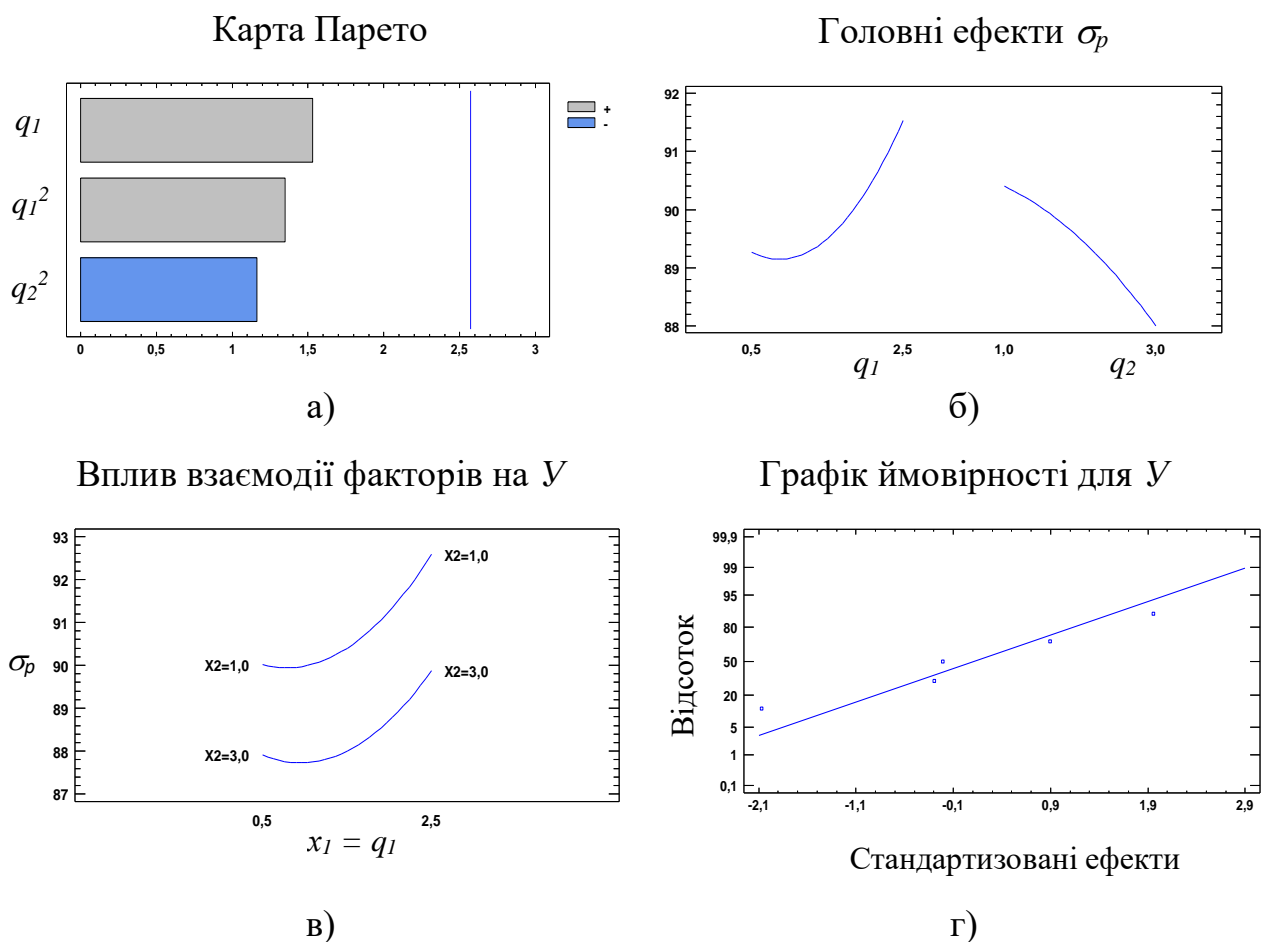 Карта Парето
q1
q1²
q2²
+
-
0 0,5 1 1,5 2 2,5 3
а)
Головні ефекти σp
92
91
90
89
88
0,5 2,5 1,0 3,0
q1 q2
б)
Вплив взаємодії факторів на У
93
92
91
90
89
88
87
σp
X2=1,0
X2=1,0
X2=3,0
X2=3,0
0,5 2,5
x1 = q1
в)
Графік ймовірності для У
Відсоток
99,9
99
95
80
50
20
5
1
0,1
-2,1 -1,1 -0,1 0,9 1,9 2,9
Стандартизовані ефекти
г)